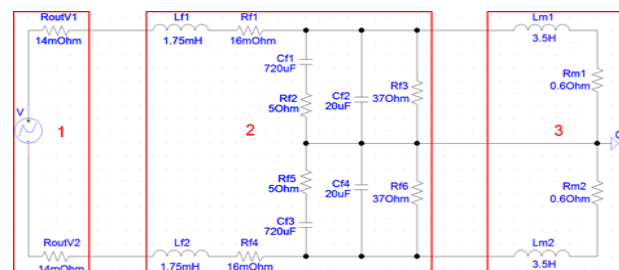 RoutV1
14mOhm
Lf1
1.75mH
Rf1
16mOhm
Lm1
3.5H
Cf1
720uF
Rf2
5Ohm
Cf2
20uF
Rf3
37Ohm
Rm1
0.6Ohm
V
1
2
3
0
Rf5
5Ohm
Cf3
720uF
Cf4
20uF
Rf6
37Ohm
Rm2
0.6Ohm
RoutV2
14mOhm
Lf2
1.75mH
Rf4
16mOhm
Lm2
3.5H